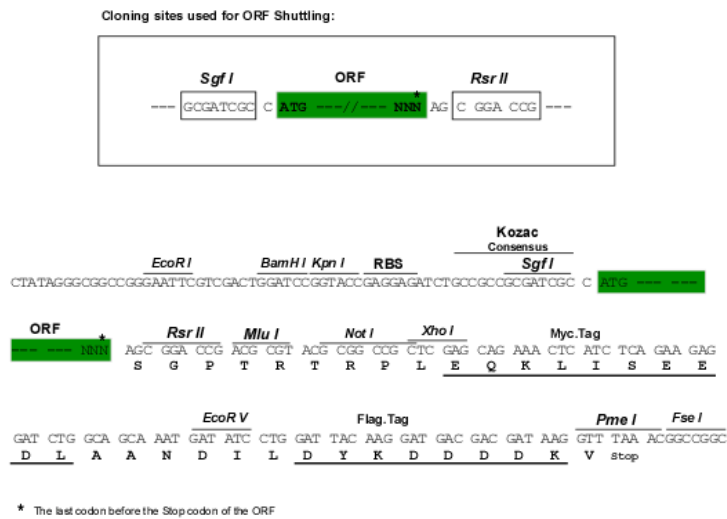 Cloning sites used for ORF Shuttling:
Sgf I ORF Rsr II
*
--- GCGATCGC C ATG ---//--- NNN AG C GGA CCG ---
Kozac
Consensus
EcoR I BamH I Kpn I RBS Sgf I
CTATAGGGCGGCCGGGAATTCGTCGACTGGATCCGGTACCGAGGAGATCTGCCGCCGCGATCGC C ATG --- ---
ORF * Rsr II Mlu I Not I Xho I Myc.Tag
--- --- NNN AGC GGA CCG ACG CGT ACG CGG CCG CTC GAG CAG AAA CTC ATC TCA GAA GAG
S G P T R T R P L E Q K L I S E E
EcoR V Flag.Tag Pme I Fse I
GAT CTG GCA GCA AAT GAT ATC CTG GAT TAC AAG GAT GAC GAC GAT AAG GTT TAA ACGGCCGGC
D L A A N D I L D Y K D D D D K V Stop
* The last codon before the Stop codon of the ORF